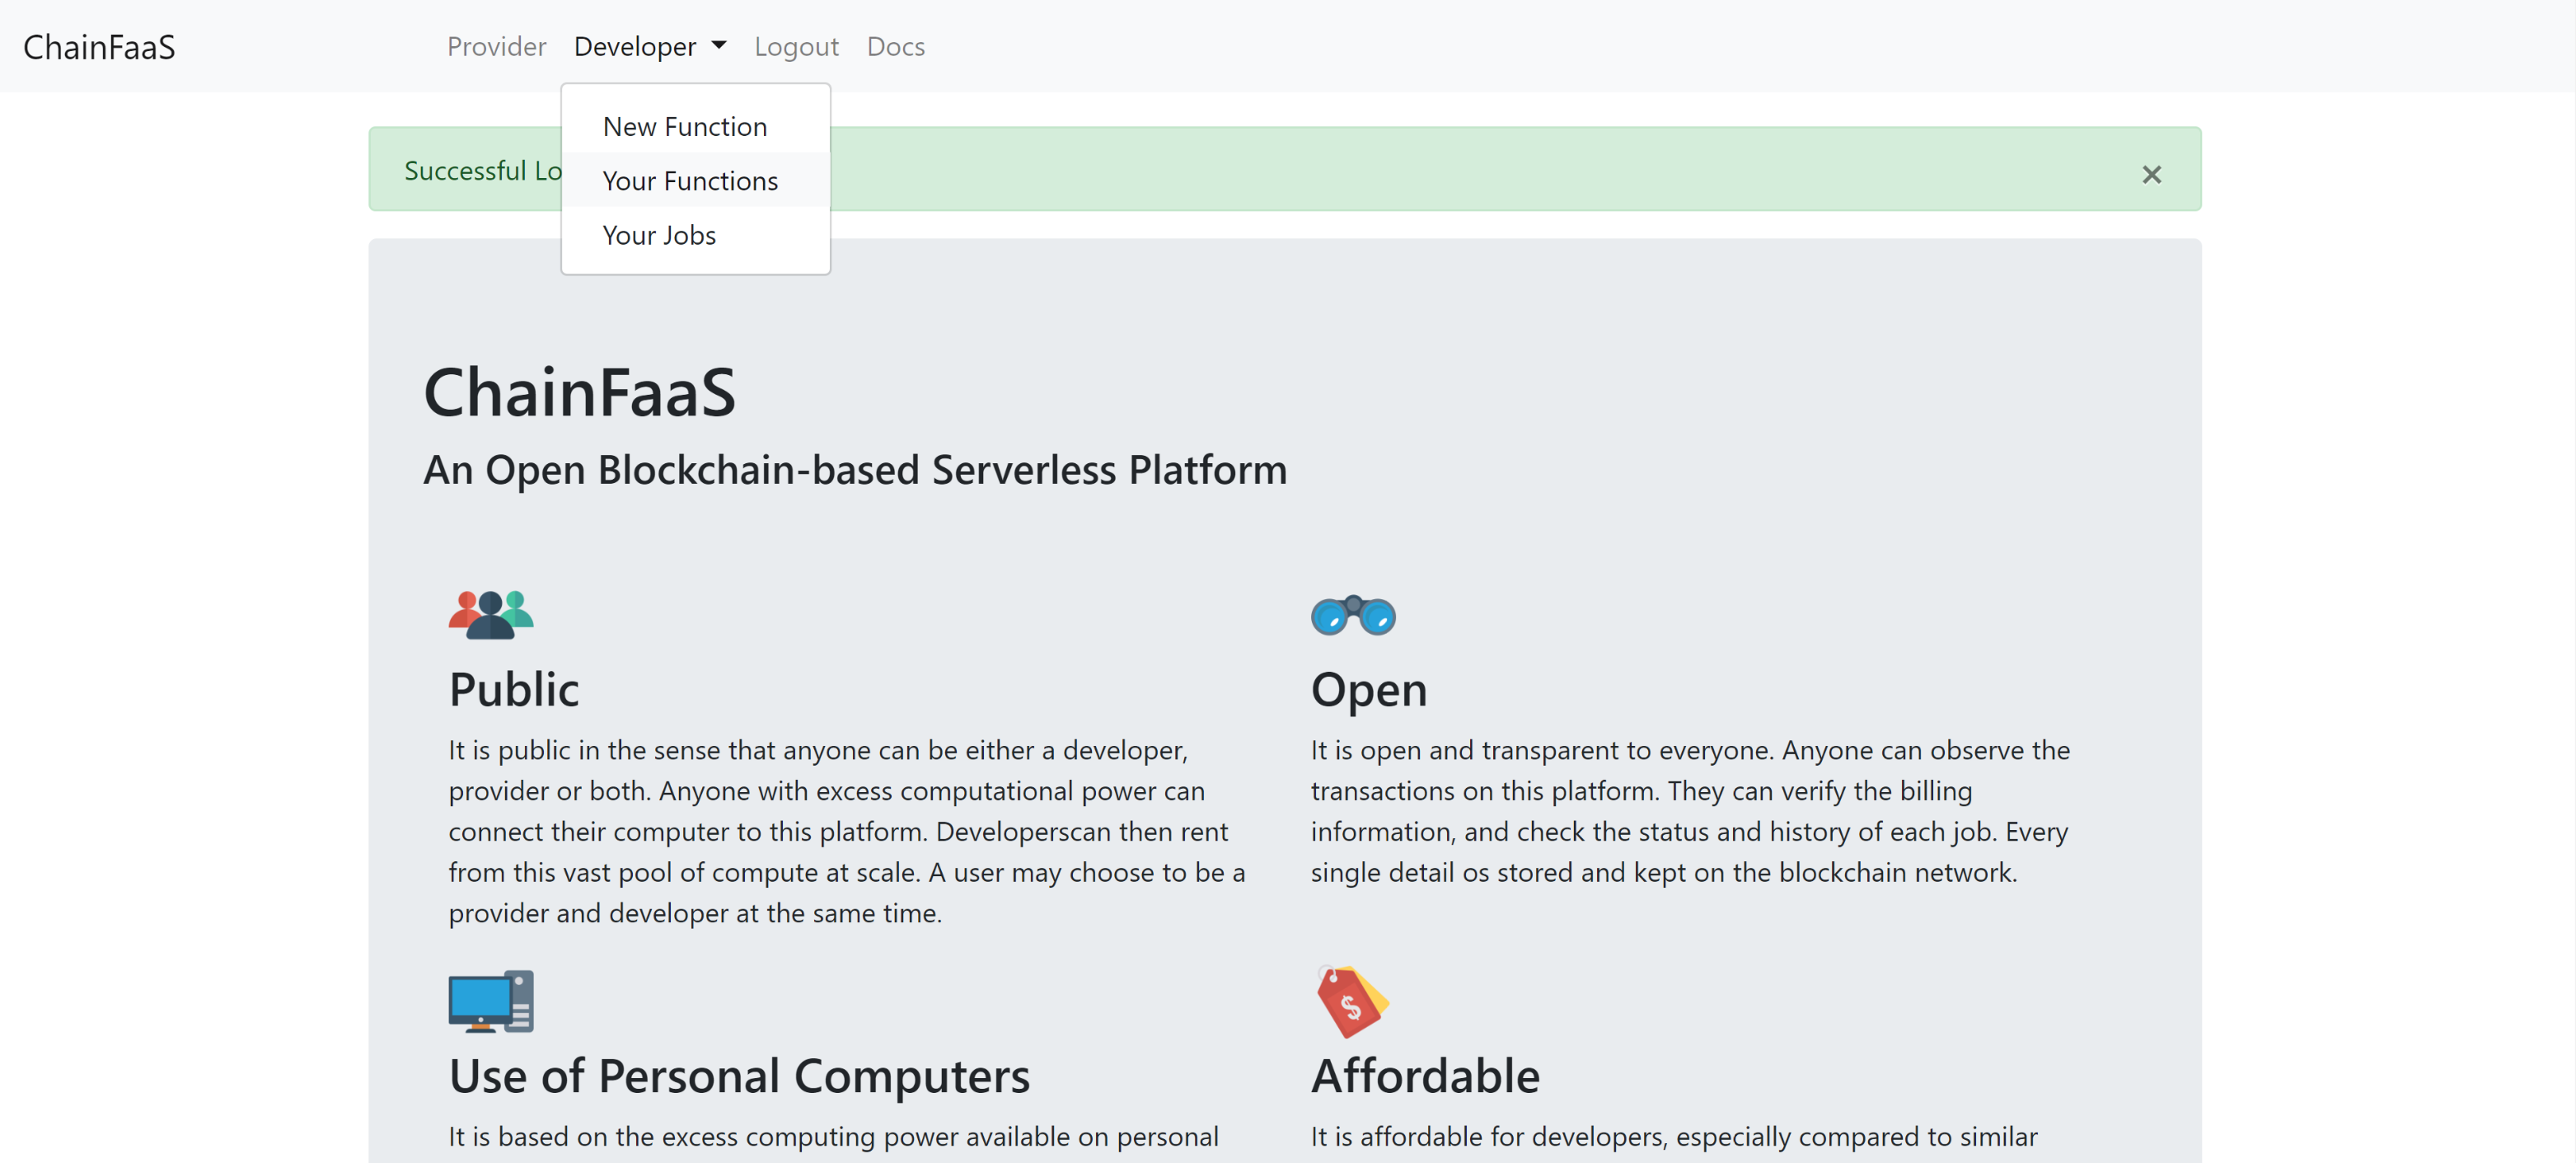 ChainFaaS
Provider Developer Logout Docs
New Function
Your Functions
Your Jobs
Successful
×
ChainFaaS
An Open Blockchain-based Serverless Platform
Public
It is public in the sense that anyone can be either a developer,
provider or both. Anyone with excess computational power can
connect their computer to this platform. Developerscan then rent
from this vast pool of compute at scale. A user may choose to be a
provider and developer at the same time.
Open
It is open and transparent to everyone. Anyone can observe the
transactions on this platform. They can verify the billing
information, and check the status and history of each job. Every
single detail os stored and kept on the blockchain network.
$
Use of Personal Computers
It is based on the excess computing power available on personal
Affordable
It is affordable for developers, especially compared to similar